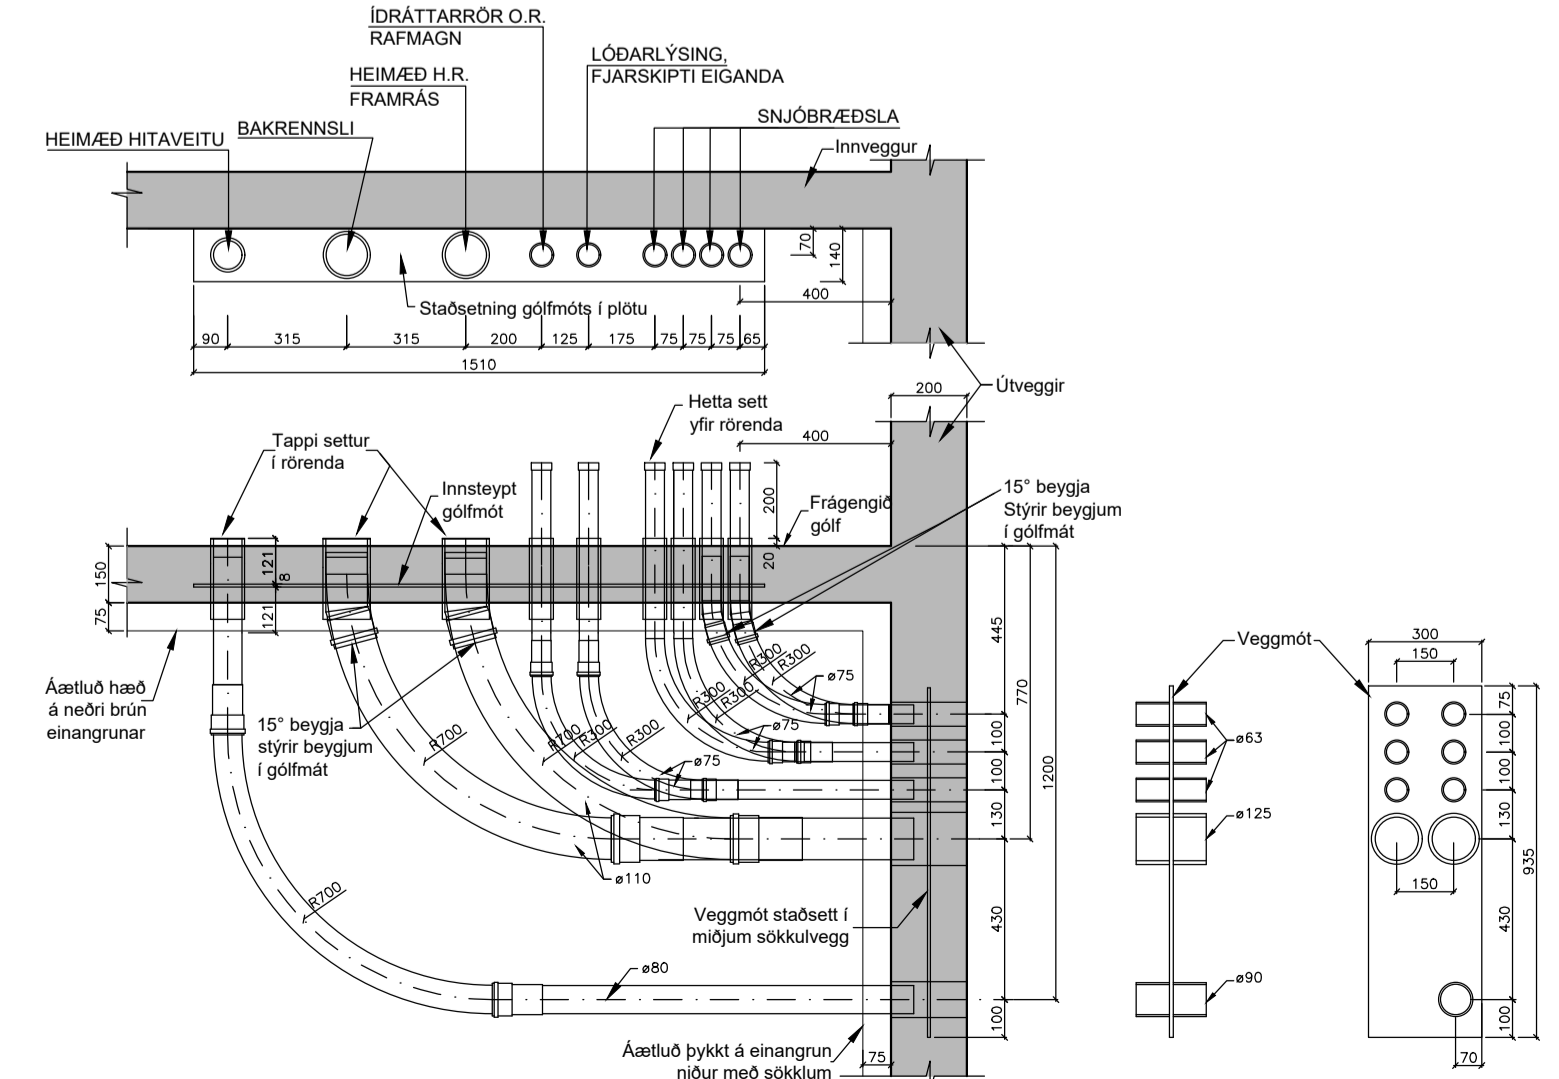 ÍDRÁTTARRÖR O.R.
RAFMAGN
LÓÐARLÝSING,
FJARSKIPTI EIGANDA
HEIMÆÐ H.R.
FRAMRÁS
SNJÓBRÆÐSLA
BAKRENNSLI
HEIMÆÐ HITAVEITU
Innveggur
70
140
400
Staðsetning gólfmóts í plötu
90 315 315 200 125 175 75 75 75 65
1510
Útveggir
200
Hetta sett
yfir rörenda
400
Tappi settur
í rörenda
Innsteypt
gólfmót
200
Frágengið
gólf
15° beygja
Stýrir beygjum
í gólfmát
150
75
121
8
121
20
445
770
1200
Áætluð hæð
á neðri brún
einangrunar
15° beygja
stýrir beygjum
í gólfmát
R300
R300
R300
R300
R300
R300
R700
R700
R700
ø75
ø75
ø75
ø110
ø80
100
100
130
430
100
Veggmót staðsett í
miðjum sökkulvegg
Áætluð þykkt á einangrun
niður með sökklum
75
Veggmót
ø63
ø125
ø90
300
150
75
100
100
130
150
430
935
100
70